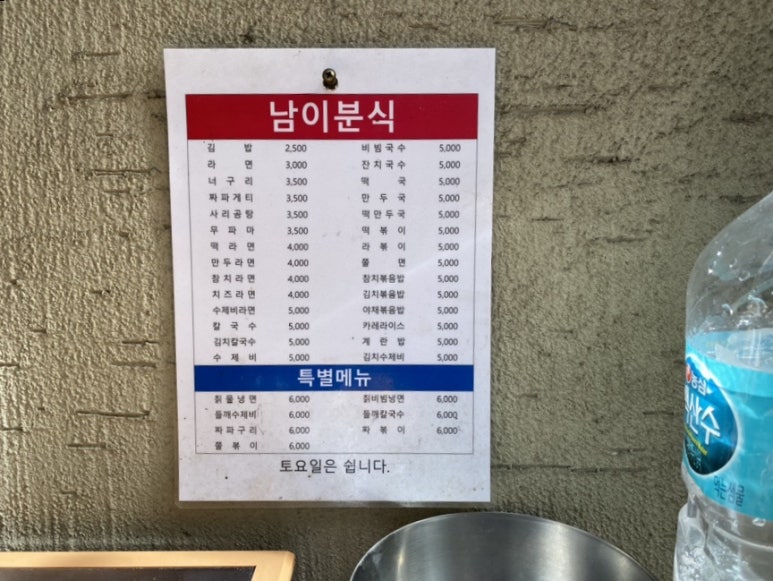 남이분식
김 밥 2,500 비빔국수 5,000
라 면 3,000 잔치국수 5,000
너구리 3,500 떡 국 5,000
짜파게티 3,500 만두국 5,000
사리곰탕 3,500 떡만두국 5,000
무파마 3,500 떡볶이 5,000
떡라면 4,000 라볶이 5,000
만두라면 4,000 쫄 면 5,000
참치라면 4,000 참치볶음밥 5,000
치즈라면 4,000 김치볶음밥 5,000
수제비라면 5,000 야채볶음밥 5,000
칼국수 5,000 카레라이스 5,000
김치칼국수 5,000 계란밥 5,000
수제비 5,000 김치수제비 5,000
특별메뉴
칡물냉면 6,000 칡비빔냉면 6,000
들깨수제비 6,000 들깨칼국수 6,000
짜파구리 6,000 짜볶이 6,000
쫄볶이 6,000
토요일은 쉽니다.
농심
산수
먹는샘물